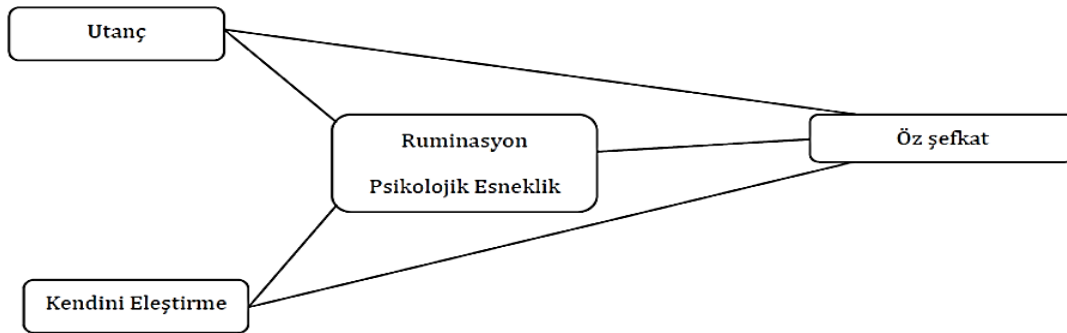 Utanç
Ruminasyon
Psikolojik Esneklik
Öz şefkat
Kendini Eleştirme